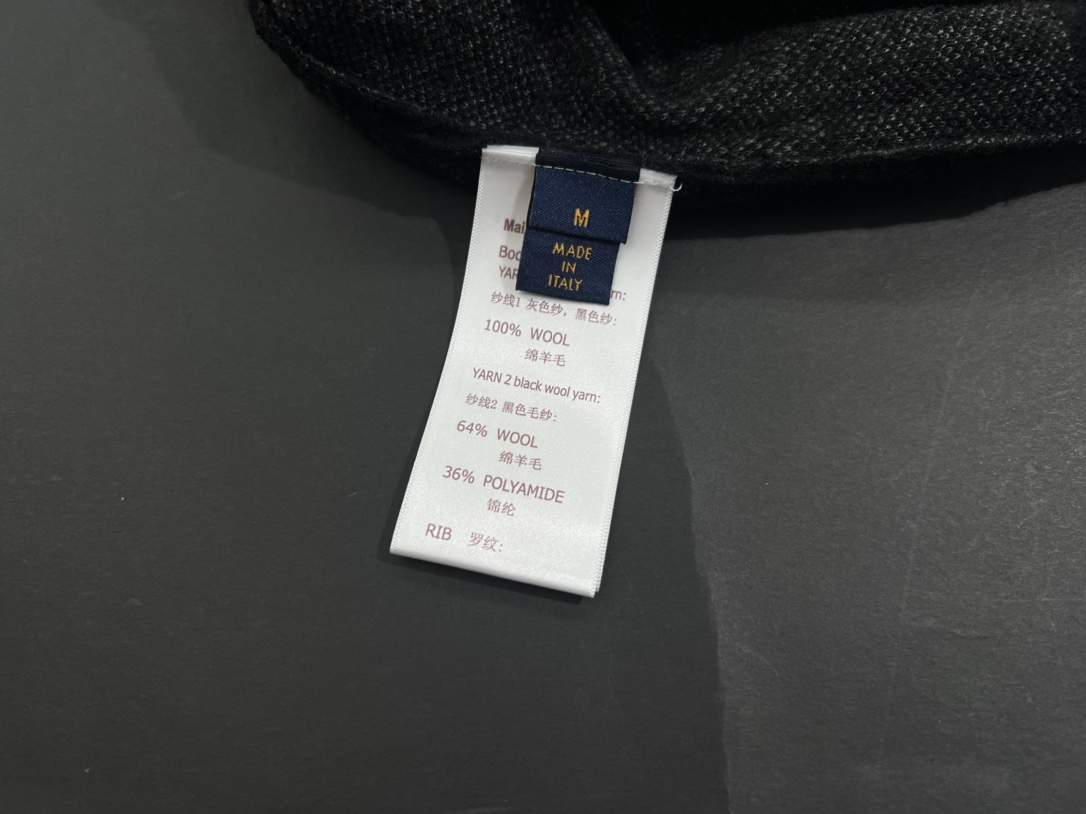 M
MADE
IN
ITALY
纱线1 灰色纱，黑色纱:
100% WOOL
绵羊毛
YARN 2 black wool yarn:
纱线2 黑色毛纱:
64% WOOL
绵羊毛
36% POLYAMIDE
锦纶
RIB 罗纹: